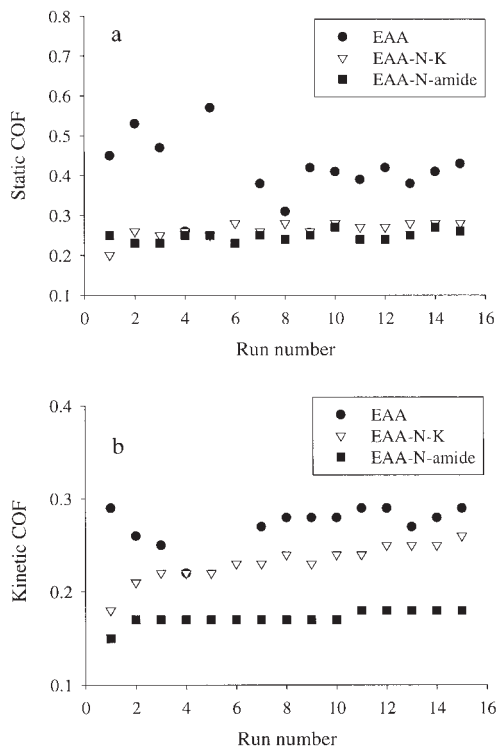 0.8
a
EAA
EAA-N-K
EAA-N-amide
0.7
0.6
0.5
0.4
0.3
0.2
0.1
Static COF
0 2 4 6 8 10 12 14 16
Run number
0.4
b
EAA
EAA-N-K
EAA-N-amide
0.3
0.2
0.1
Kinetic COF
0 2 4 6 8 10 12 14 16
Run number